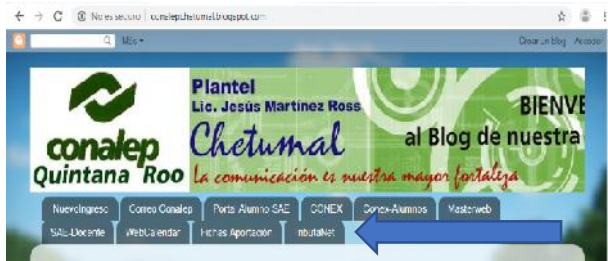 No es seguro | conalepchetumal.blogspot.com
Más
Crear un blog Acceder
conalep
Quintana Roo
Plantel
Lic. Jesús Martínez Ross
Chetumal
la comunicación es nuestra mayor fortaleza
BIENVE
al Blog de nuestra
NuevoIngreso Correo Conalep Portal Alumno SAE CONEX Conex-Alumnos Masterweb
SAE-Docente WebCalendar Fichas Aportación TributaNet